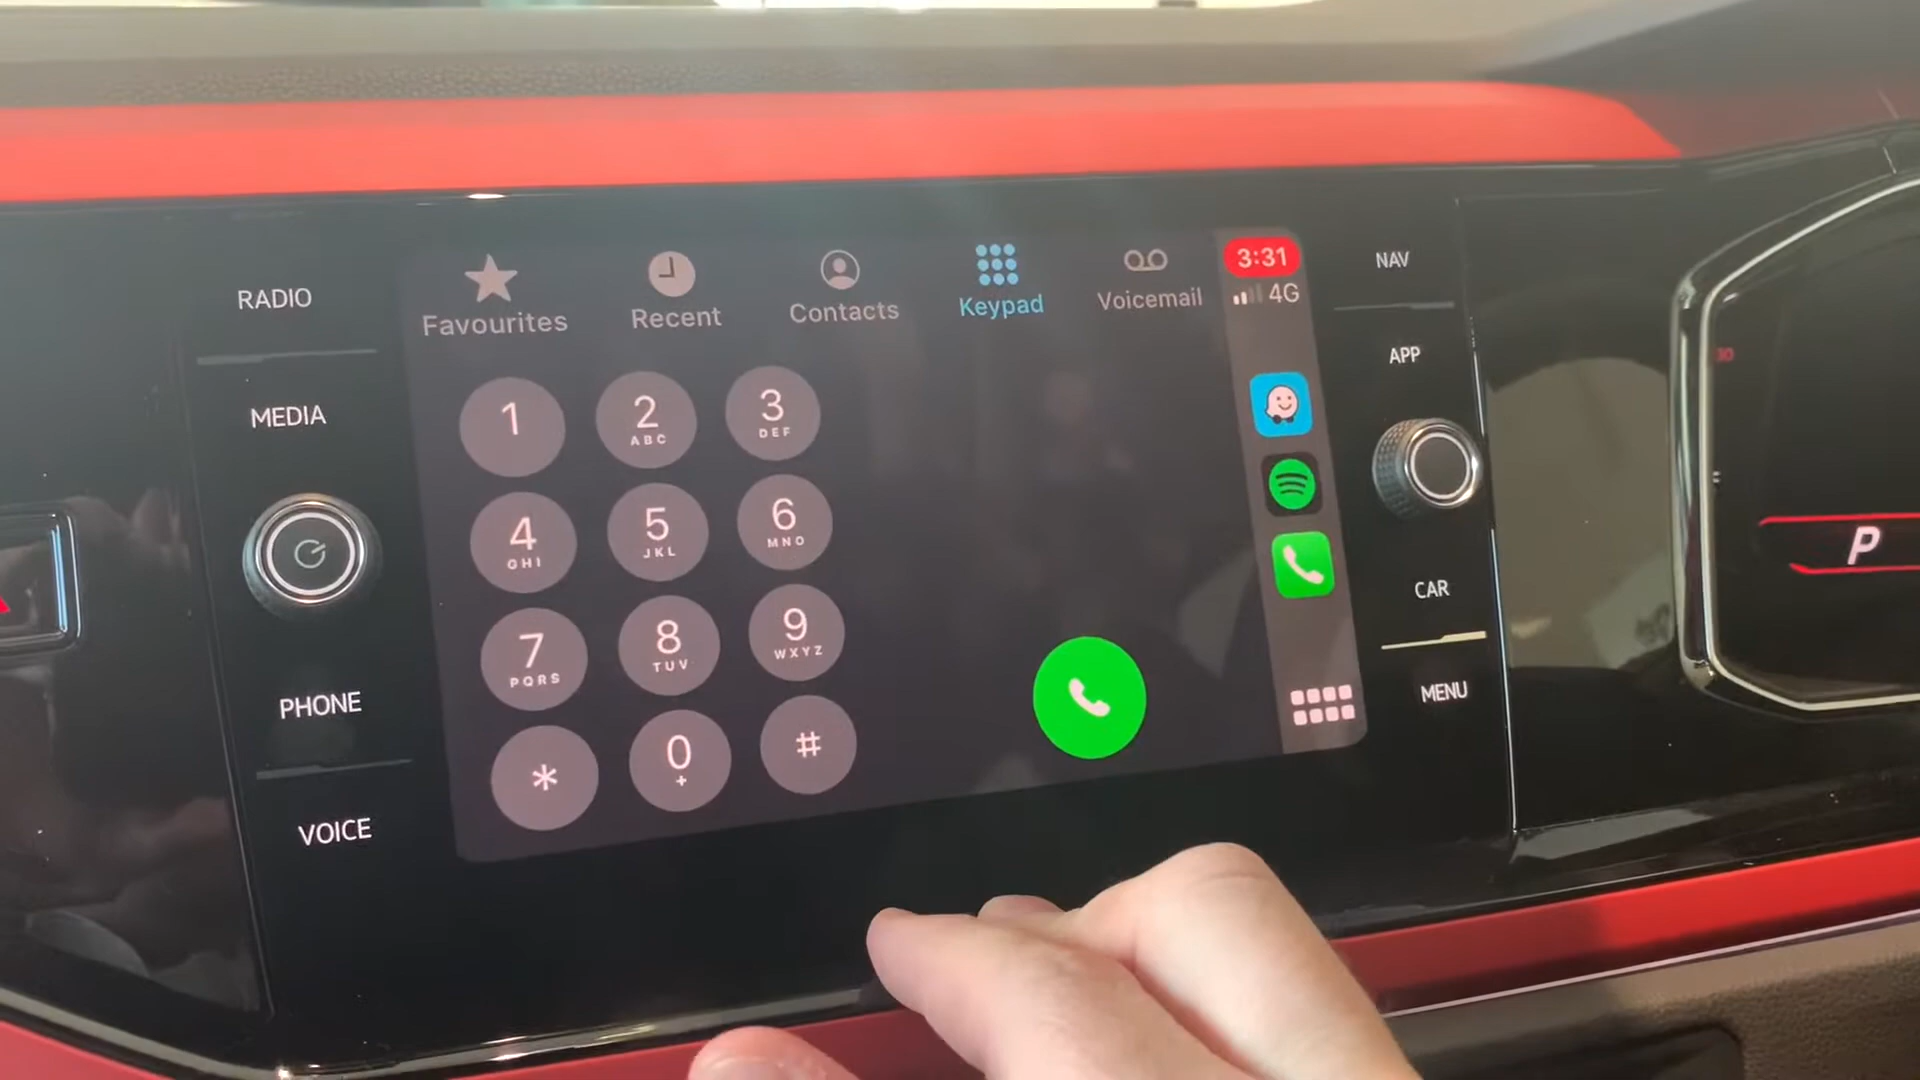 RADIO
MEDIA
PHONE
VOICE
Favourites
Recent
Contacts
Keypad
Voicemail
3:31
4G
1
2
ABC
3
DEF
4
GHI
5
JKL
6
MNO
7
PQRS
8
TUV
9
WXYZ
*
0
+
#
NAV
APP
CAR
MENU
P